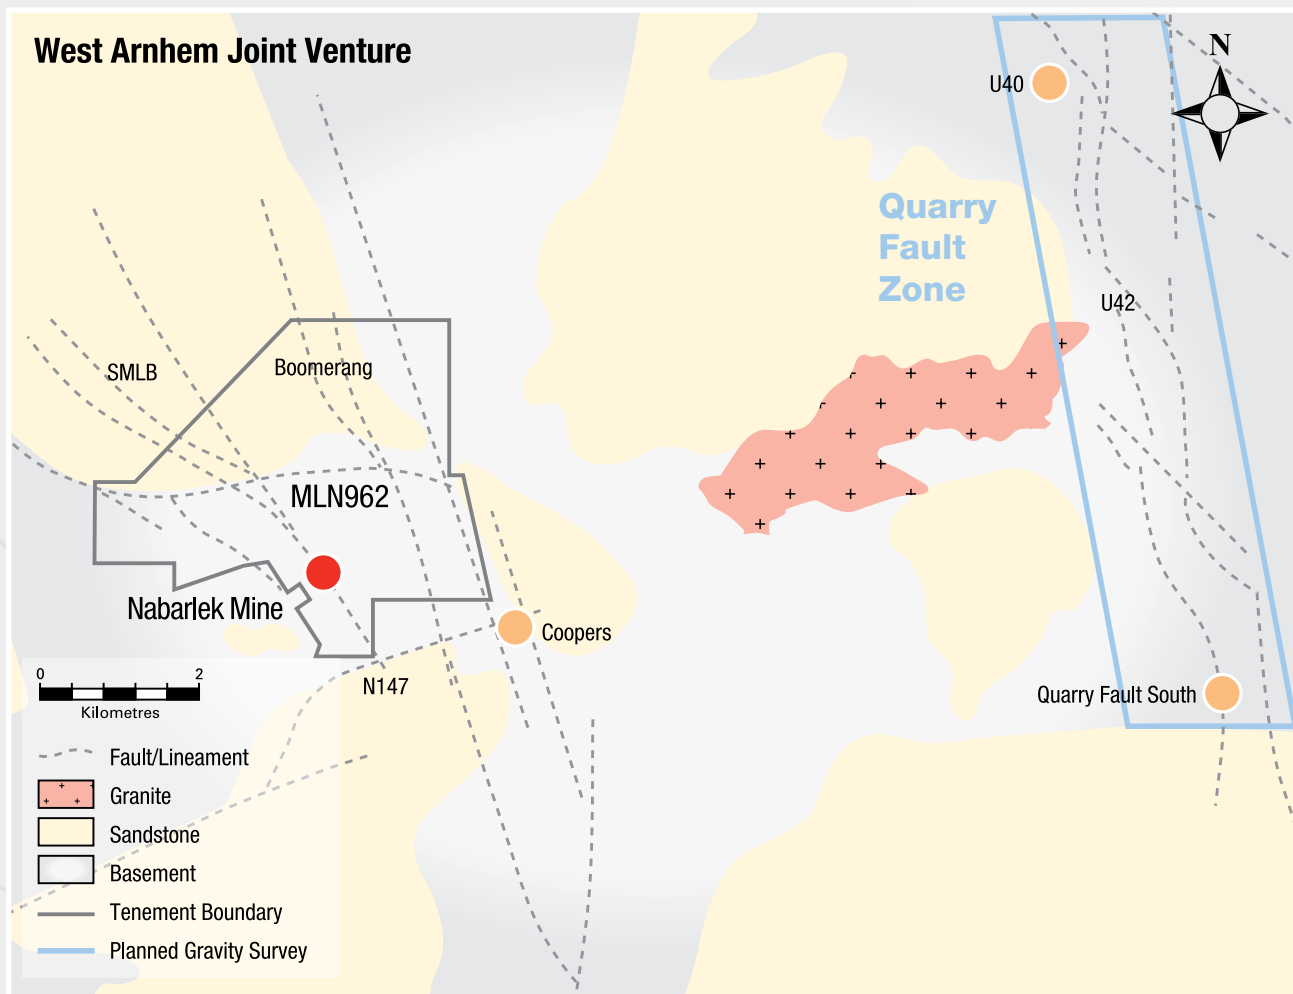 West Arnhem Joint Venture
N
U40
Quarry
Fault
Zone
U42
SMLB
Boomerang
MLN962
Nabarlek Mine
Coopers
N147
Quarry Fault South
0 2
Kilometres
Fault/Lineament
Granite
Sandstone
Basement
Tenement Boundary
Planned Gravity Survey